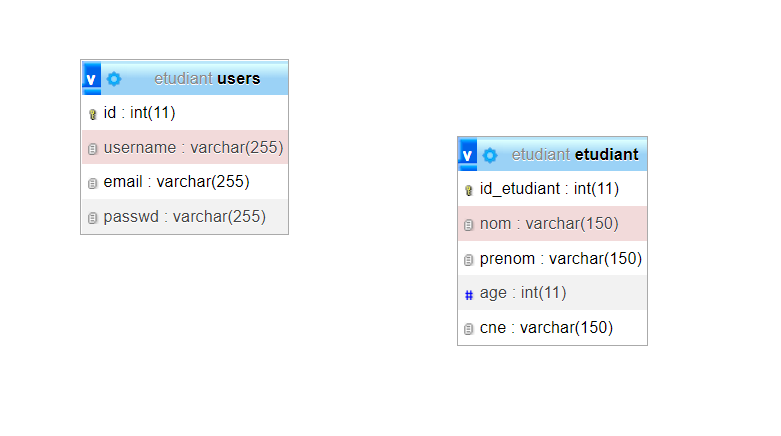 v etudiant users
id : int(11)
username : varchar(255)
email : varchar(255)
passwd : varchar(255)
v etudiant etudiant
id_etudiant : int(11)
nom : varchar(150)
prenom : varchar(150)
# age : int(11)
cne : varchar(150)